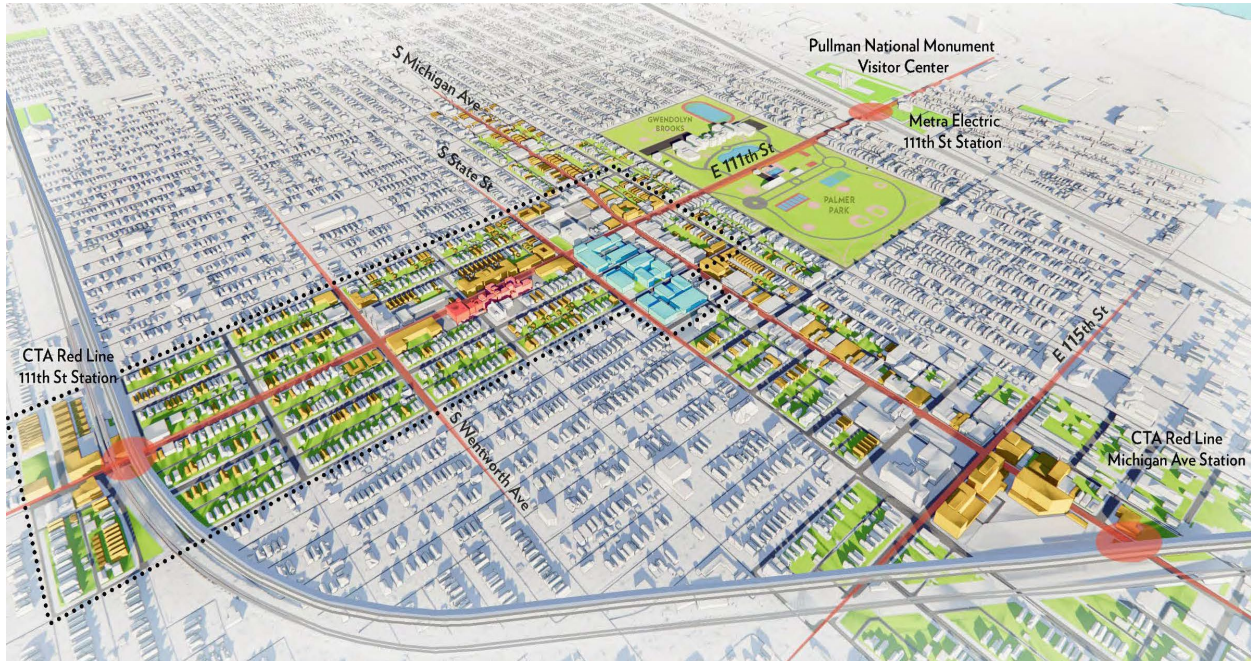 Pullman National Monument
Visitor Center
S Michigan Ave
GWENDOLYN
BROOKS
Metra Electric
111th St Station
E 111th St
S State St
PALMER
PARK
E 115th St
CTA Red Line
111th St Station
S Wentworth Ave
CTA Red Line
Michigan Ave Station